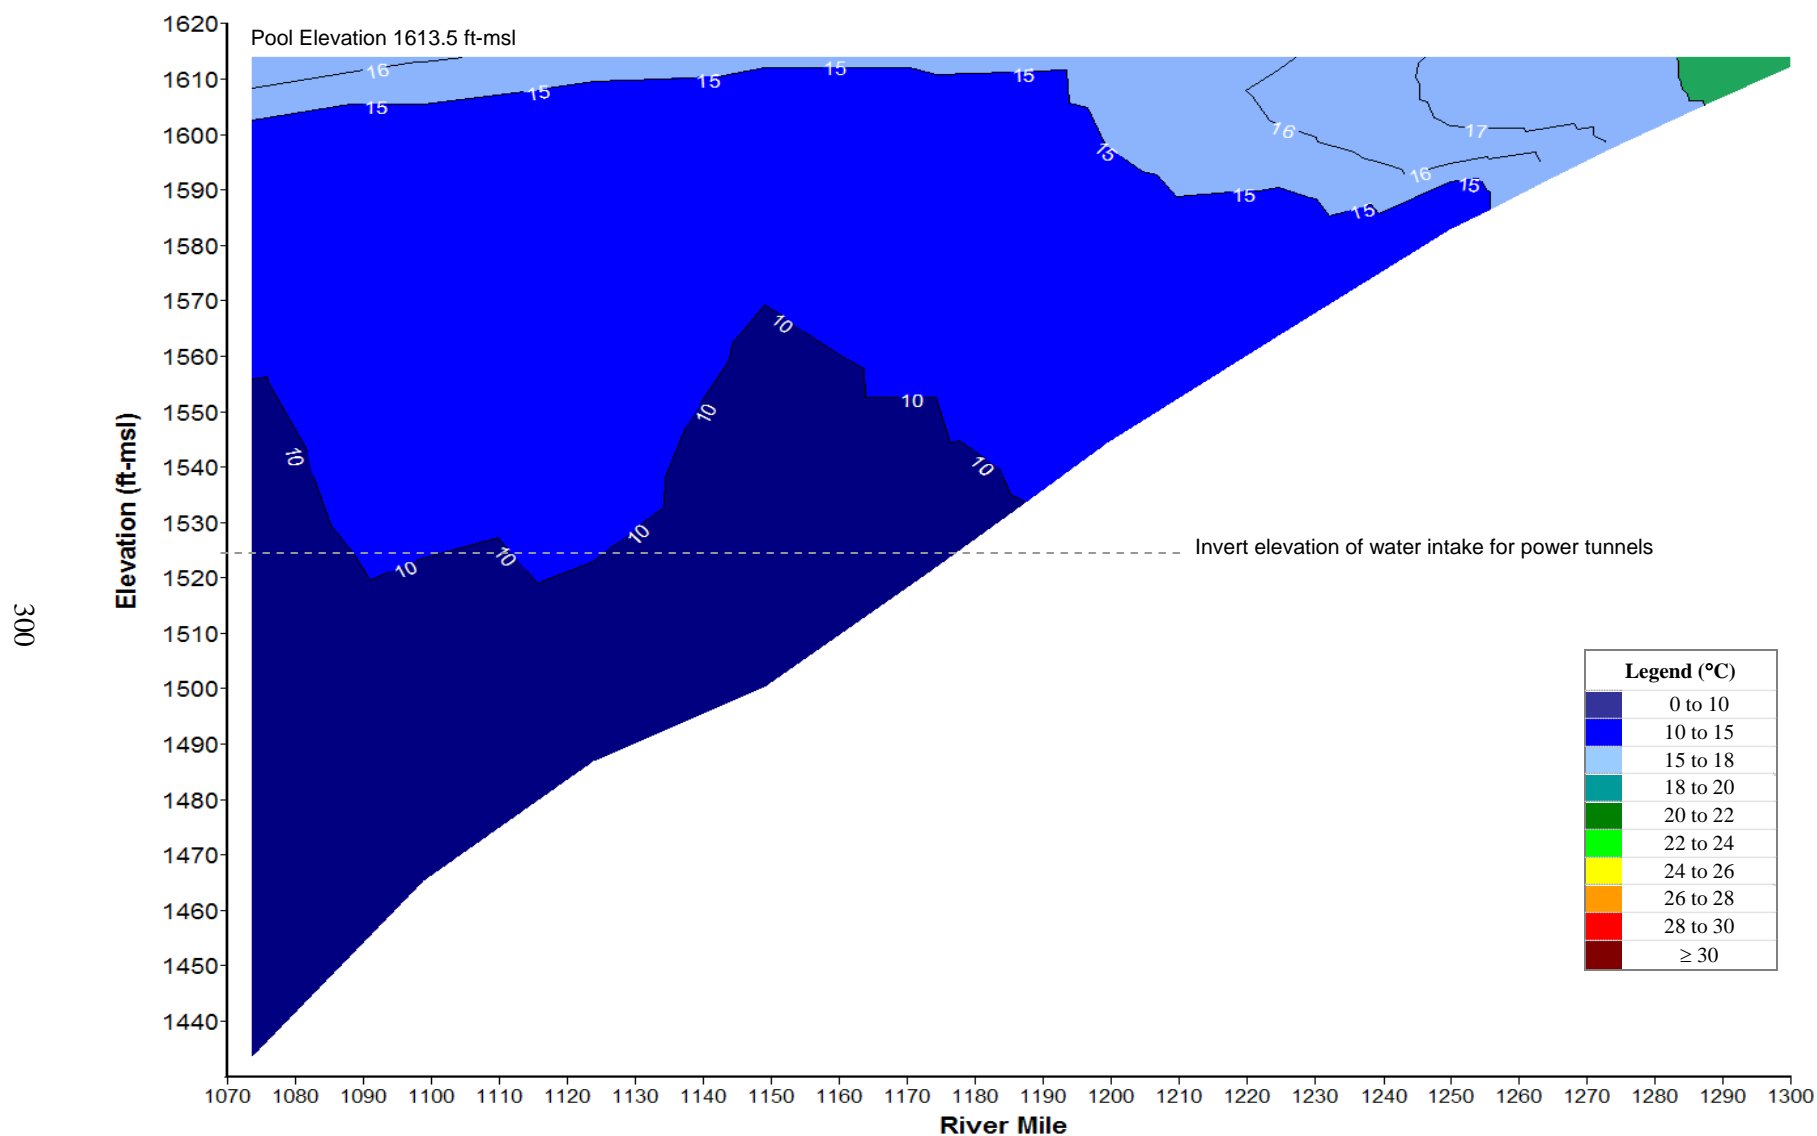 1620
Pool Elevation 1613.5 ft-msl
1610
1600
1590
1580
1570
1560
1550
1540
1530
1520
1510
1500
1490
1480
1470
1460
1450
1440
Elevation (ft-msl)
300
16
15
15
15
15
15
15
16
17
16
15
15
15
10
10
10
10
10
10
10
10
10
Invert elevation of water intake for power tunnels
Legend (°C)
0 to 10
10 to 15
15 to 18
18 to 20
20 to 22
22 to 24
24 to 26
26 to 28
28 to 30
≥ 30
1070 1080 1090 1100 1110 1120 1130 1140 1150 1160 1170 1180 1190 1200 1210 1220 1230 1240 1250 1260 1270 1280 1290 1300
River Mile